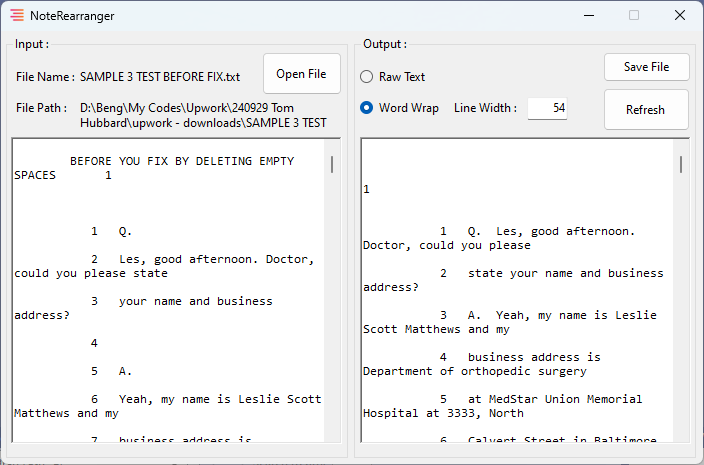 NoteRearranger
Input :
File Name : SAMPLE 3 TEST BEFORE FIX.txt
Open File
File Path : D:\Beng\My Codes\Upwork\240929 Tom
Hubbard\upwork - downloads\SAMPLE 3 TEST
BEFORE YOU FIX BY DELETING EMPTY
SPACES 1
1 Q.
2 Les, good afternoon. Doctor,
could you please state
3 your name and business
address?
4
5 A.
6 Yeah, my name is Leslie Scott
Matthews and my
7 business address is
Output :
Raw Text
Save File
Word Wrap Line Width : 54
Refresh
1
1 Q. Les, good afternoon.
Doctor, could you please
2 state your name and business
address?
3 A. Yeah, my name is Leslie
Scott Matthews and my
4 business address is
Department of orthopedic surgery
5 at MedStar Union Memorial
Hospital at 3333, North
6 Calvert Street in Baltimore